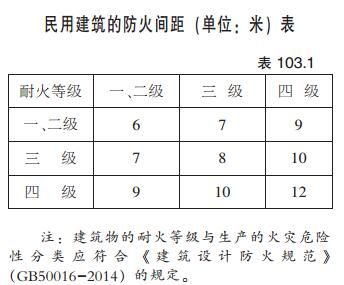 民用建筑的防火间距(单位:米)表
表 103.1
耐火等级 一、二级 三 级 四 级
一、二级 6 7 9
三 级 7 8 10
四 级 9 10 12
注:建筑物的耐火等级与生产的火灾危险
性分类应符合《建筑设计防火规范》
(GB50016-2014)的规定。